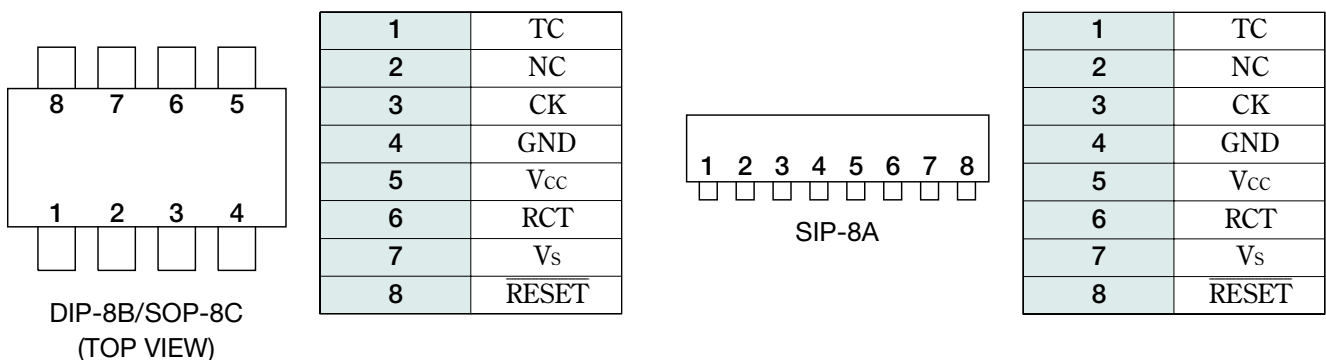 8 7 6 5
1 2 3 4
DIP-8B/SOP-8C
(TOP VIEW)
1 TC
2 NC
3 CK
4 GND
5 Vcc
6 RCT
7 Vs
8 R̅E̅S̅E̅T̅
1 2 3 4 5 6 7 8
SIP-8A
1 TC
2 NC
3 CK
4 GND
5 Vcc
6 RCT
7 Vs
8 R̅E̅S̅E̅T̅